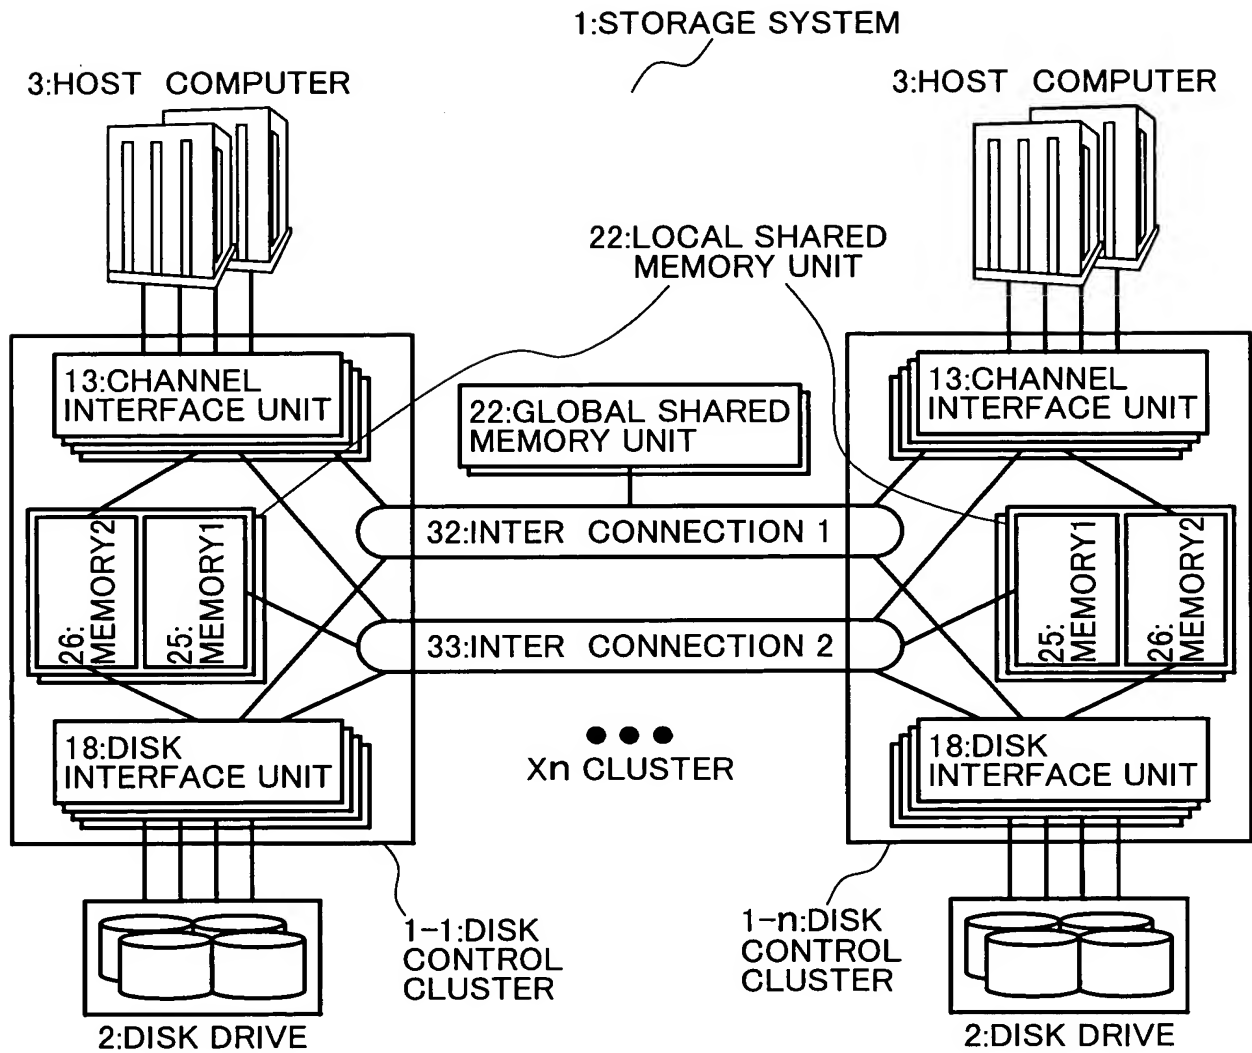 1:STORAGE SYSTEM
3:HOST COMPUTER
3:HOST COMPUTER
22:LOCAL SHARED
MEMORY UNIT
13:CHANNEL
INTERFACE UNIT
22:GLOBAL SHARED
MEMORY UNIT
13:CHANNEL
INTERFACE UNIT
26:
MEMORY2
25:
MEMORY1
32:INTER CONNECTION 1
33:INTER CONNECTION 2
25:
MEMORY1
26:
MEMORY2
18:DISK
INTERFACE UNIT
Xn CLUSTER
18:DISK
INTERFACE UNIT
1-1:DISK
CONTROL
CLUSTER
1-n:DISK
CONTROL
CLUSTER
2:DISK DRIVE
2:DISK DRIVE